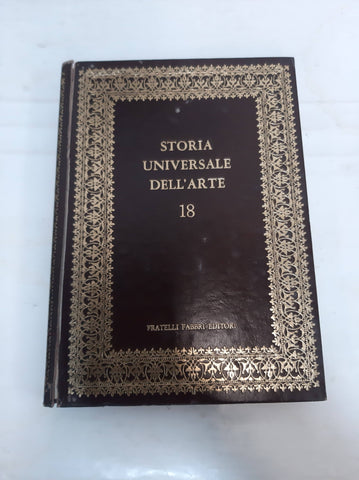 STORIA
UNIVERSALE
DELL'ARTE
18
FRATELLI FABBRI EDITORI